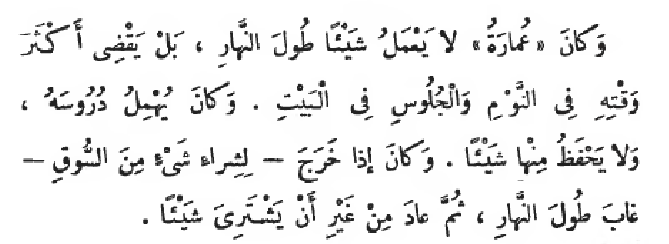 وَكانَ «عُمارَةُ» لا يَعْمَلُ شَيْئًا طُولَ النَّهارِ ، بَلْ يَقْضِى أَكْثَرَ
وَقْتِهِ فِى النَّوْمِ وَالْجُلُوسِ فِى الْبَيْتِ . وَكانَ يُهْمِلُ دُرُوسَهُ ،
وَلا يَحْفَظُ مِنْها شَيْئًا . وَكانَ إذا خَرَجَ – لِشِراءِ شَىْءٍ مِنَ السُّوقِ –
غابَ طُولَ النَّهارِ ، ثُمَّ عادَ مِنْ غَيْرِ أَنْ يَشْتَرِىَ شَيْئًا .